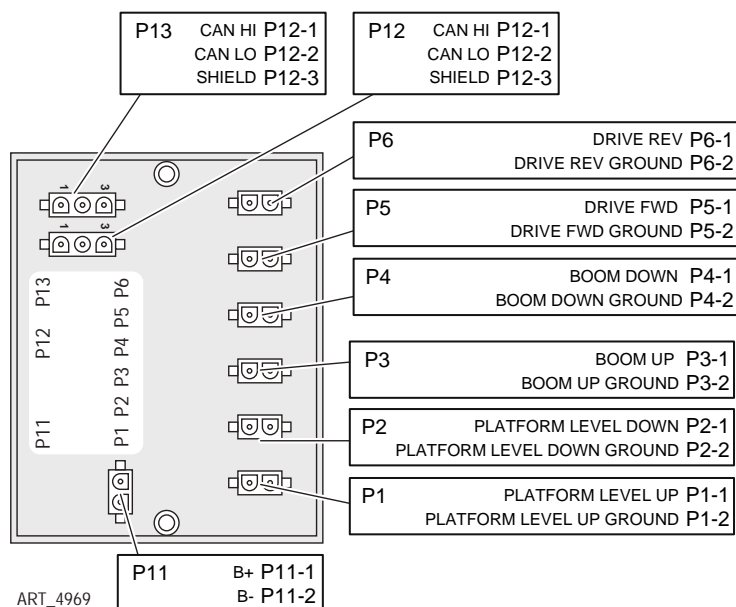 P13 CAN HI P12-1
CAN LO P12-2
SHIELD P12-3
P12 CAN HI P12-1
CAN LO P12-2
SHIELD P12-3
P6 DRIVE REV P6-1
DRIVE REV GROUND P6-2
P5 DRIVE FWD P5-1
DRIVE FWD GROUND P5-2
P4 BOOM DOWN P4-1
BOOM DOWN GROUND P4-2
P3 BOOM UP P3-1
BOOM UP GROUND P3-2
P2 PLATFORM LEVEL DOWN P2-1
PLATFORM LEVEL DOWN GROUND P2-2
P1 PLATFORM LEVEL UP P1-1
PLATFORM LEVEL UP GROUND P1-2
1 3
1 3
P11 P12 P13
P1 P2 P3 P4 P5 P6
P11 B+ P11-1
B- P11-2
ART_4969